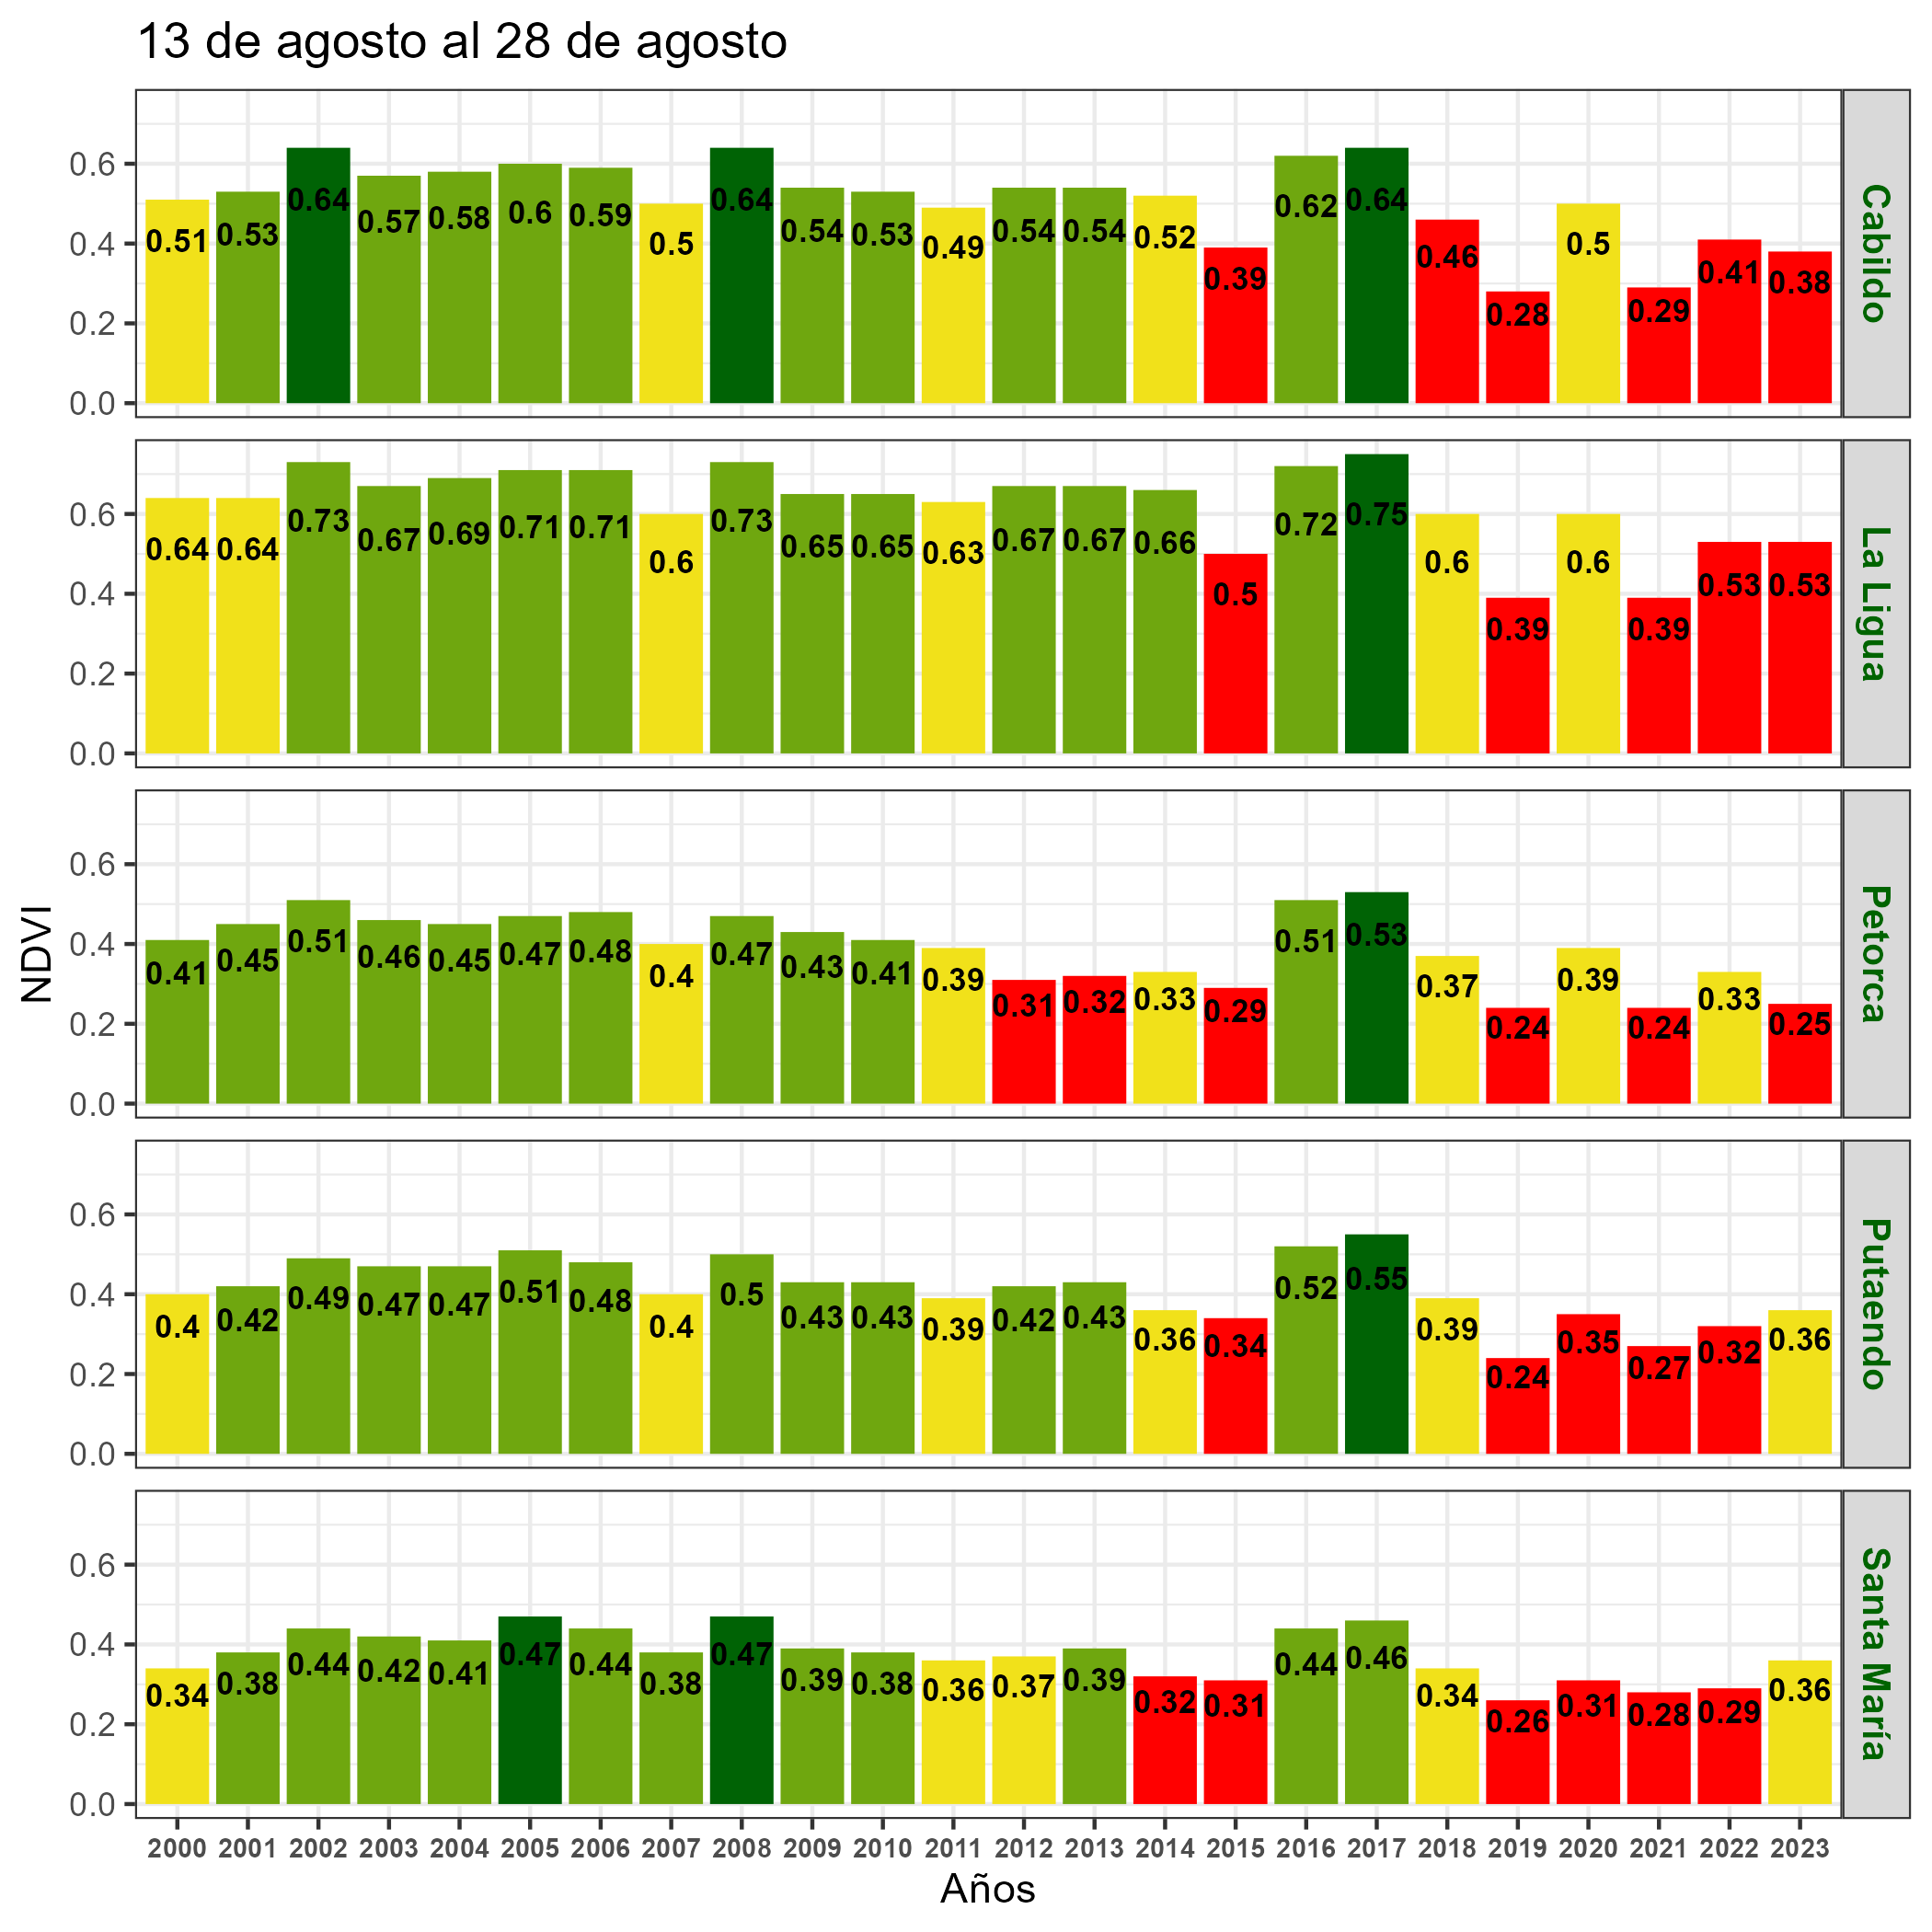 13 de agosto al 28 de agosto
NDVI
0.6
0.4
0.2
0.0
0.51 0.53 0.64 0.57 0.58 0.6 0.59 0.5 0.64 0.54 0.53 0.49 0.54 0.54 0.52 0.39 0.62 0.64 0.46 0.28 0.5 0.29 0.41 0.38
Cabildo
0.6
0.4
0.2
0.0
0.64 0.64 0.73 0.67 0.69 0.71 0.71 0.6 0.73 0.65 0.65 0.63 0.67 0.67 0.66 0.5 0.72 0.75 0.6 0.39 0.6 0.39 0.53 0.53
La Ligua
0.6
0.4
0.2
0.0
0.41 0.45 0.51 0.46 0.45 0.47 0.48 0.4 0.47 0.43 0.41 0.39 0.31 0.32 0.33 0.29 0.51 0.53 0.37 0.24 0.39 0.24 0.33 0.25
Petorca
0.6
0.4
0.2
0.0
0.4 0.42 0.49 0.47 0.47 0.51 0.48 0.4 0.5 0.43 0.43 0.39 0.42 0.43 0.36 0.34 0.52 0.55 0.39 0.24 0.35 0.27 0.32 0.36
Putaendo
0.6
0.4
0.2
0.0
0.34 0.38 0.44 0.42 0.41 0.47 0.44 0.38 0.47 0.39 0.38 0.36 0.37 0.39 0.32 0.31 0.44 0.46 0.34 0.26 0.31 0.28 0.29 0.36
Santa María
2000 2001 2002 2003 2004 2005 2006 2007 2008 2009 2010 2011 2012 2013 2014 2015 2016 2017 2018 2019 2020 2021 2022 2023
Años